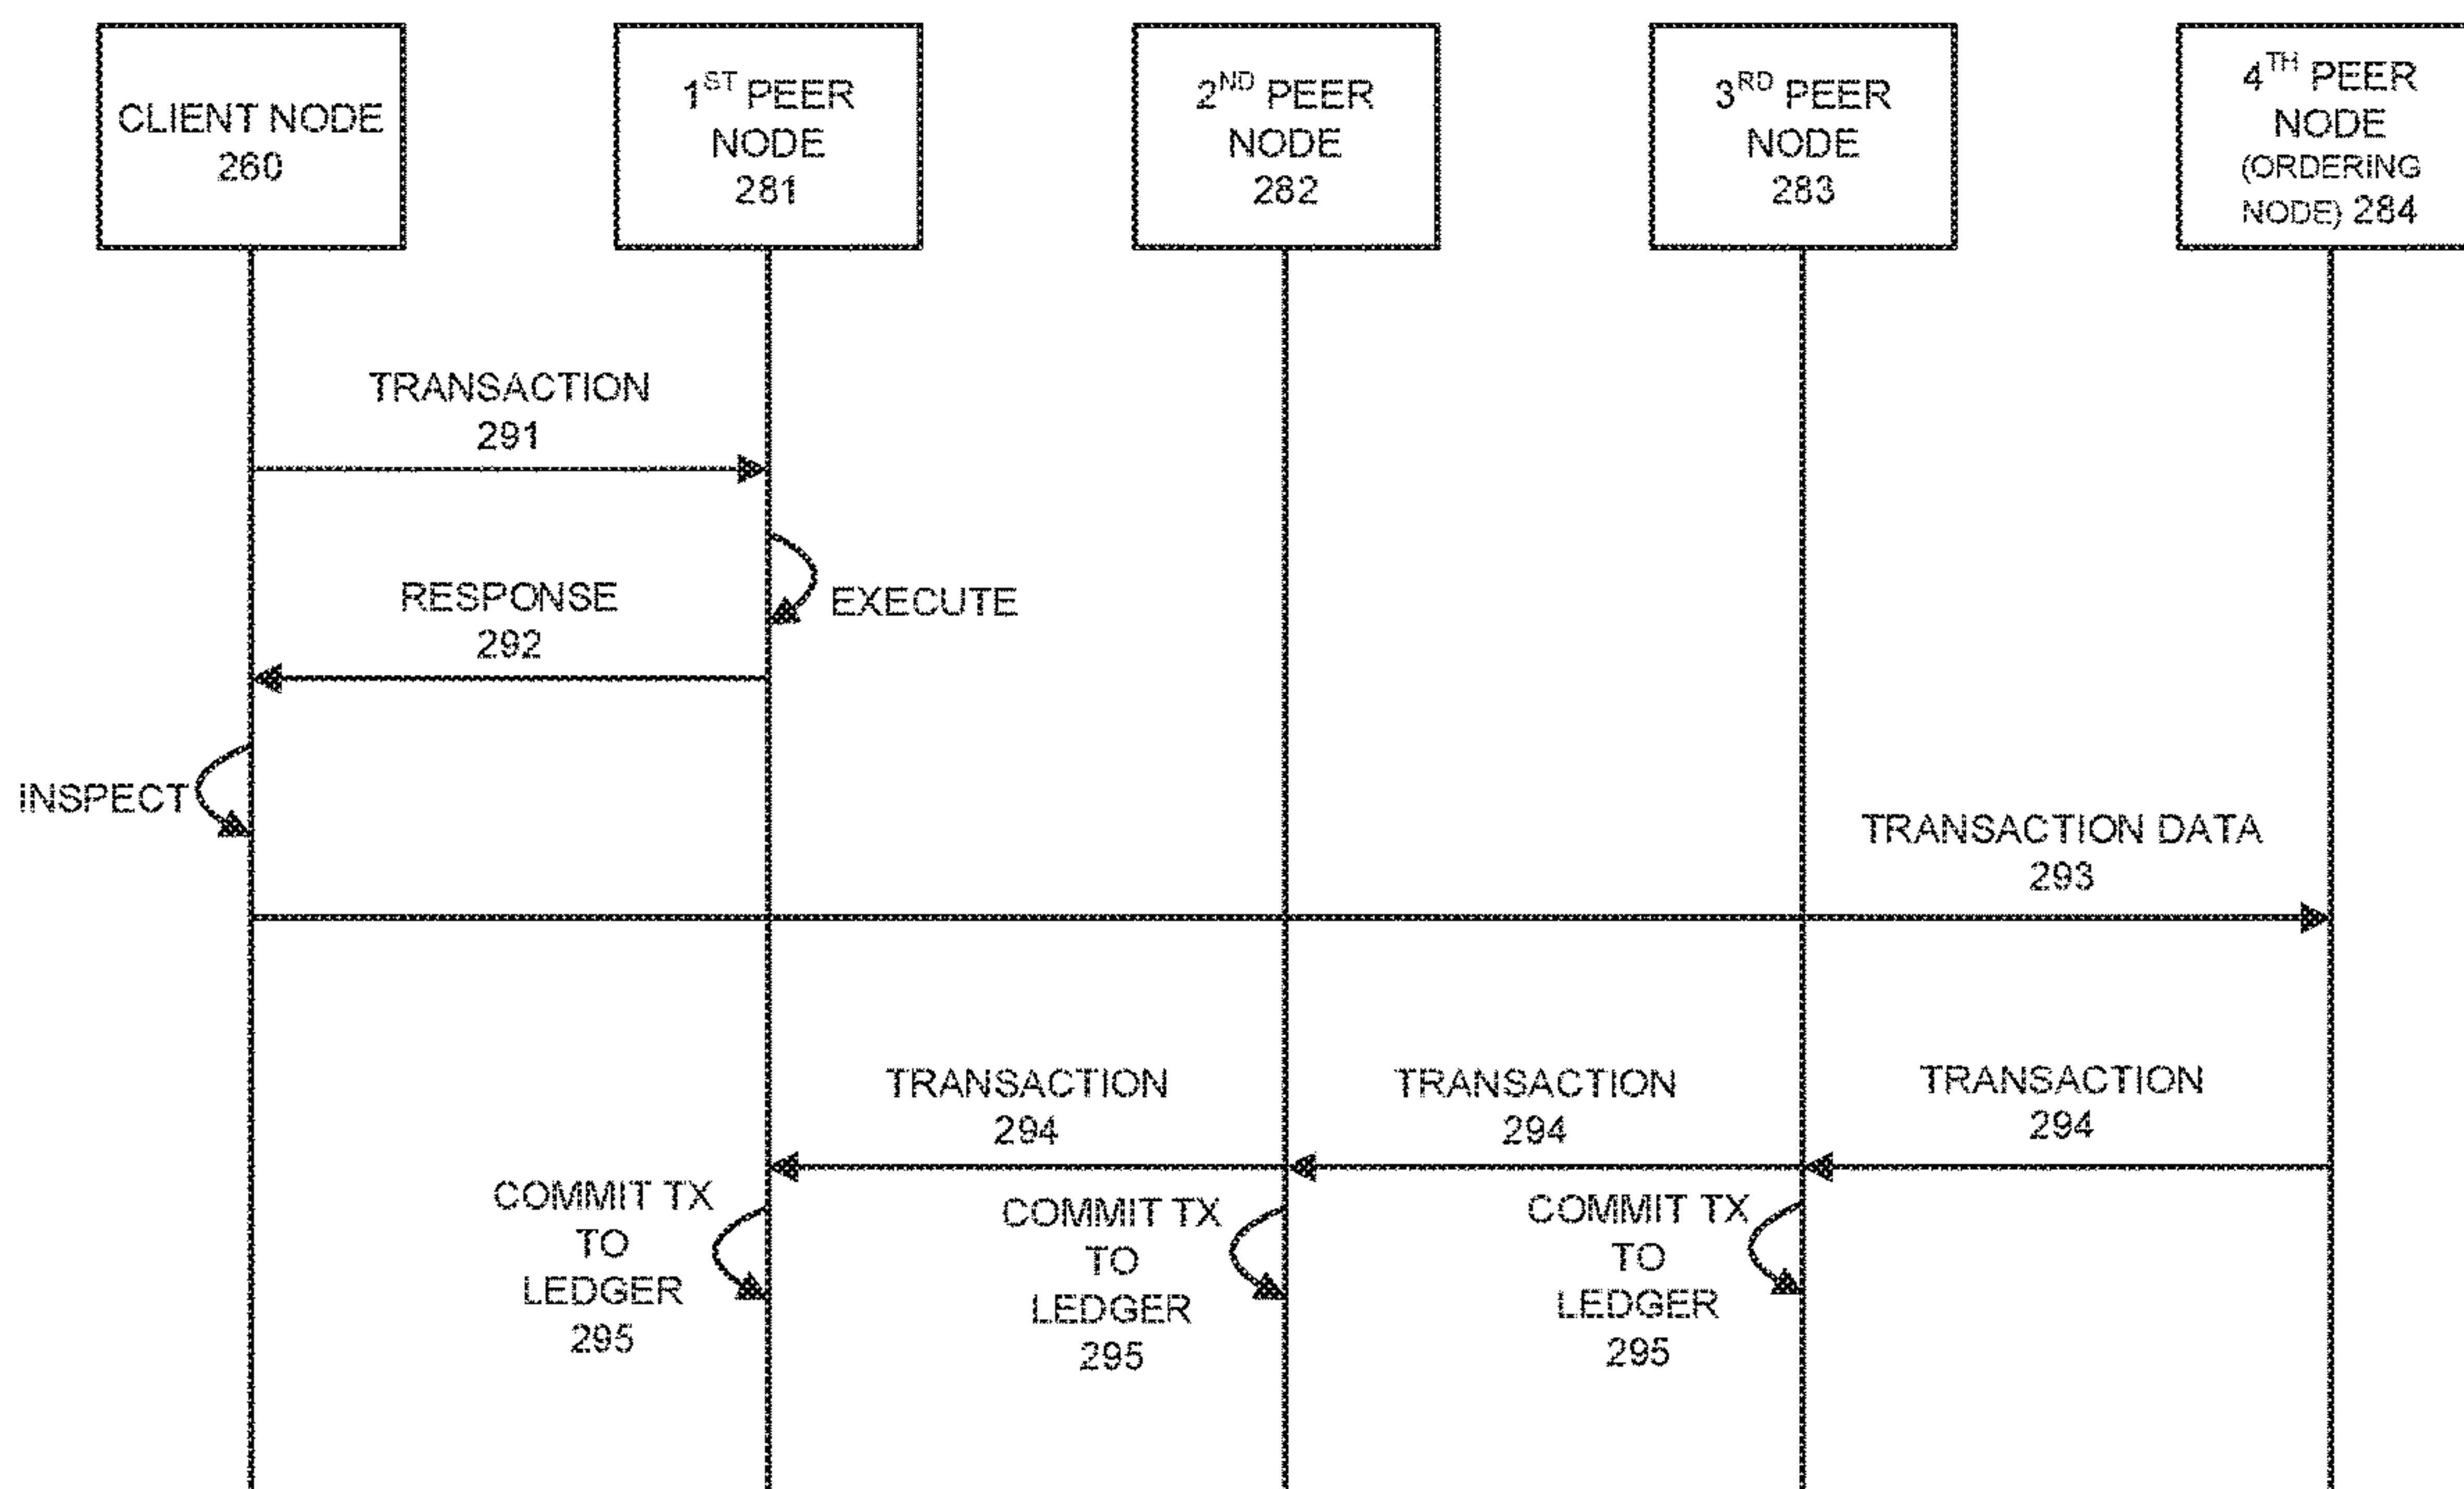 CLIENT NODE
260
1ST PEER
NODE
281
2ND PEER
NODE
282
3RD PEER
NODE
283
4TH PEER
NODE
(ORDERING
NODE) 284
TRANSACTION
291
EXECUTE
RESPONSE
292
INSPECT
TRANSACTION DATA
293
TRANSACTION
294
TRANSACTION
294
TRANSACTION
294
COMMIT TX
TO
LEDGER
295
COMMIT TX
TO
LEDGER
295
COMMIT TX
TO
LEDGER
295